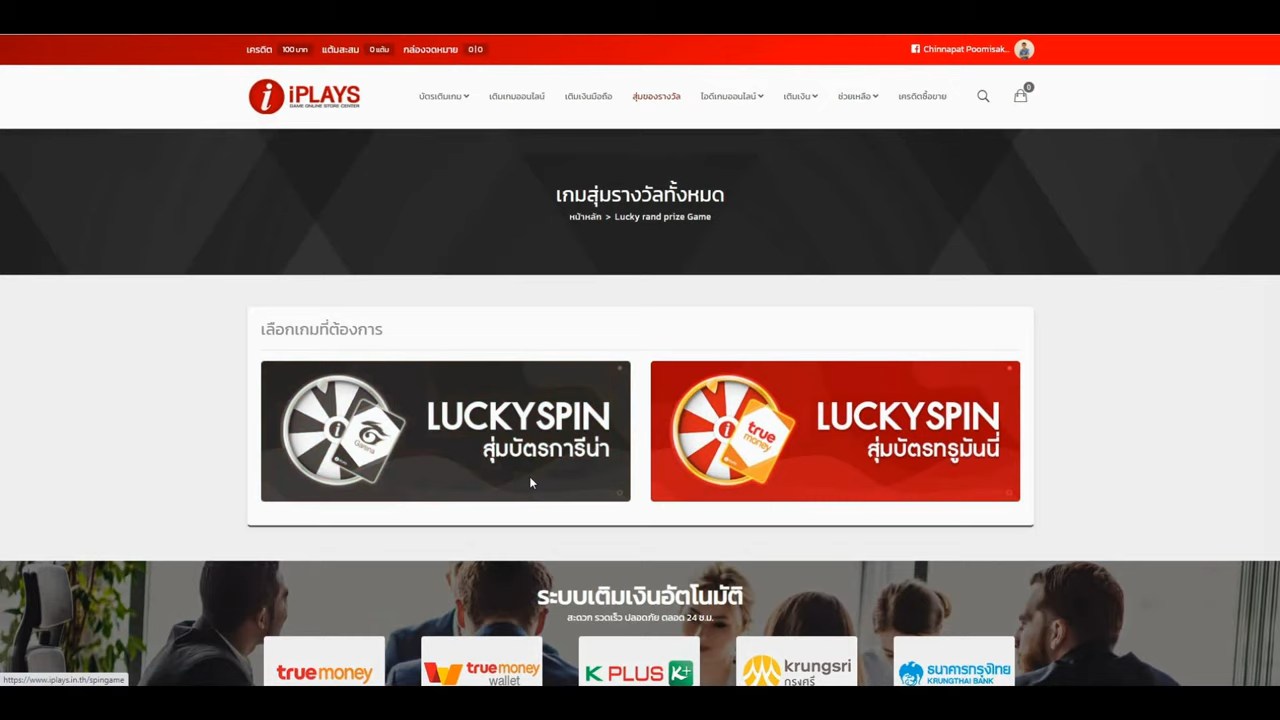 เครดิต 100 บาท แต้มสะสม 0 แต้ม กล่องจดหมาย 0|0
Chinnapat Poomisak..
i iPLAYS
GAME ONLINE STORE CENTER
บัตรเติมเกม เติมเกมออนไลน์ เติมเงินมือถือ สุ่มของรางวัล ไอดีเกมออนไลน์ เติมเงิน ช่วยเหลือ เครดิตซื้อขาย 0
เกมสุ่มรางวัลทั้งหมด
หน้าหลัก > Lucky rand prize Game
เลือกเกมที่ต้องการ
i Garena
LUCKYSPIN
สุ่มบัตรการีน่า
i true money
LUCKYSPIN
สุ่มบัตรทรูมันนี่
ระบบเติมเงินอัตโนมัติ
สะดวก รวดเร็ว ปลอดภัย ตลอด 24 ช.ม.
truemoney
truemoney wallet
K PLUS K+
krungsri กรุงศรี
ธนาคารกรุงไทย
KRUNGTHAI BANK
https://www.iplays.in.th/spingame